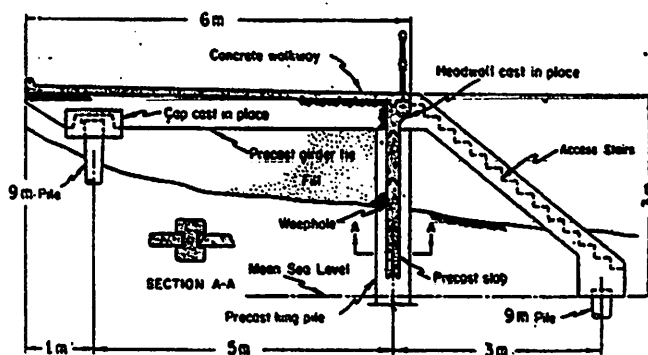 6m
Concrete walkway
Headwall cast in place
Cap cast in place
Precast girder tie
Fill
Access Stairs
9m Pile
Weephole
A
A
SECTION A-A
Mean Sea Level
Precast slab
Precast king pile
9m Pile
1m
5m
3m